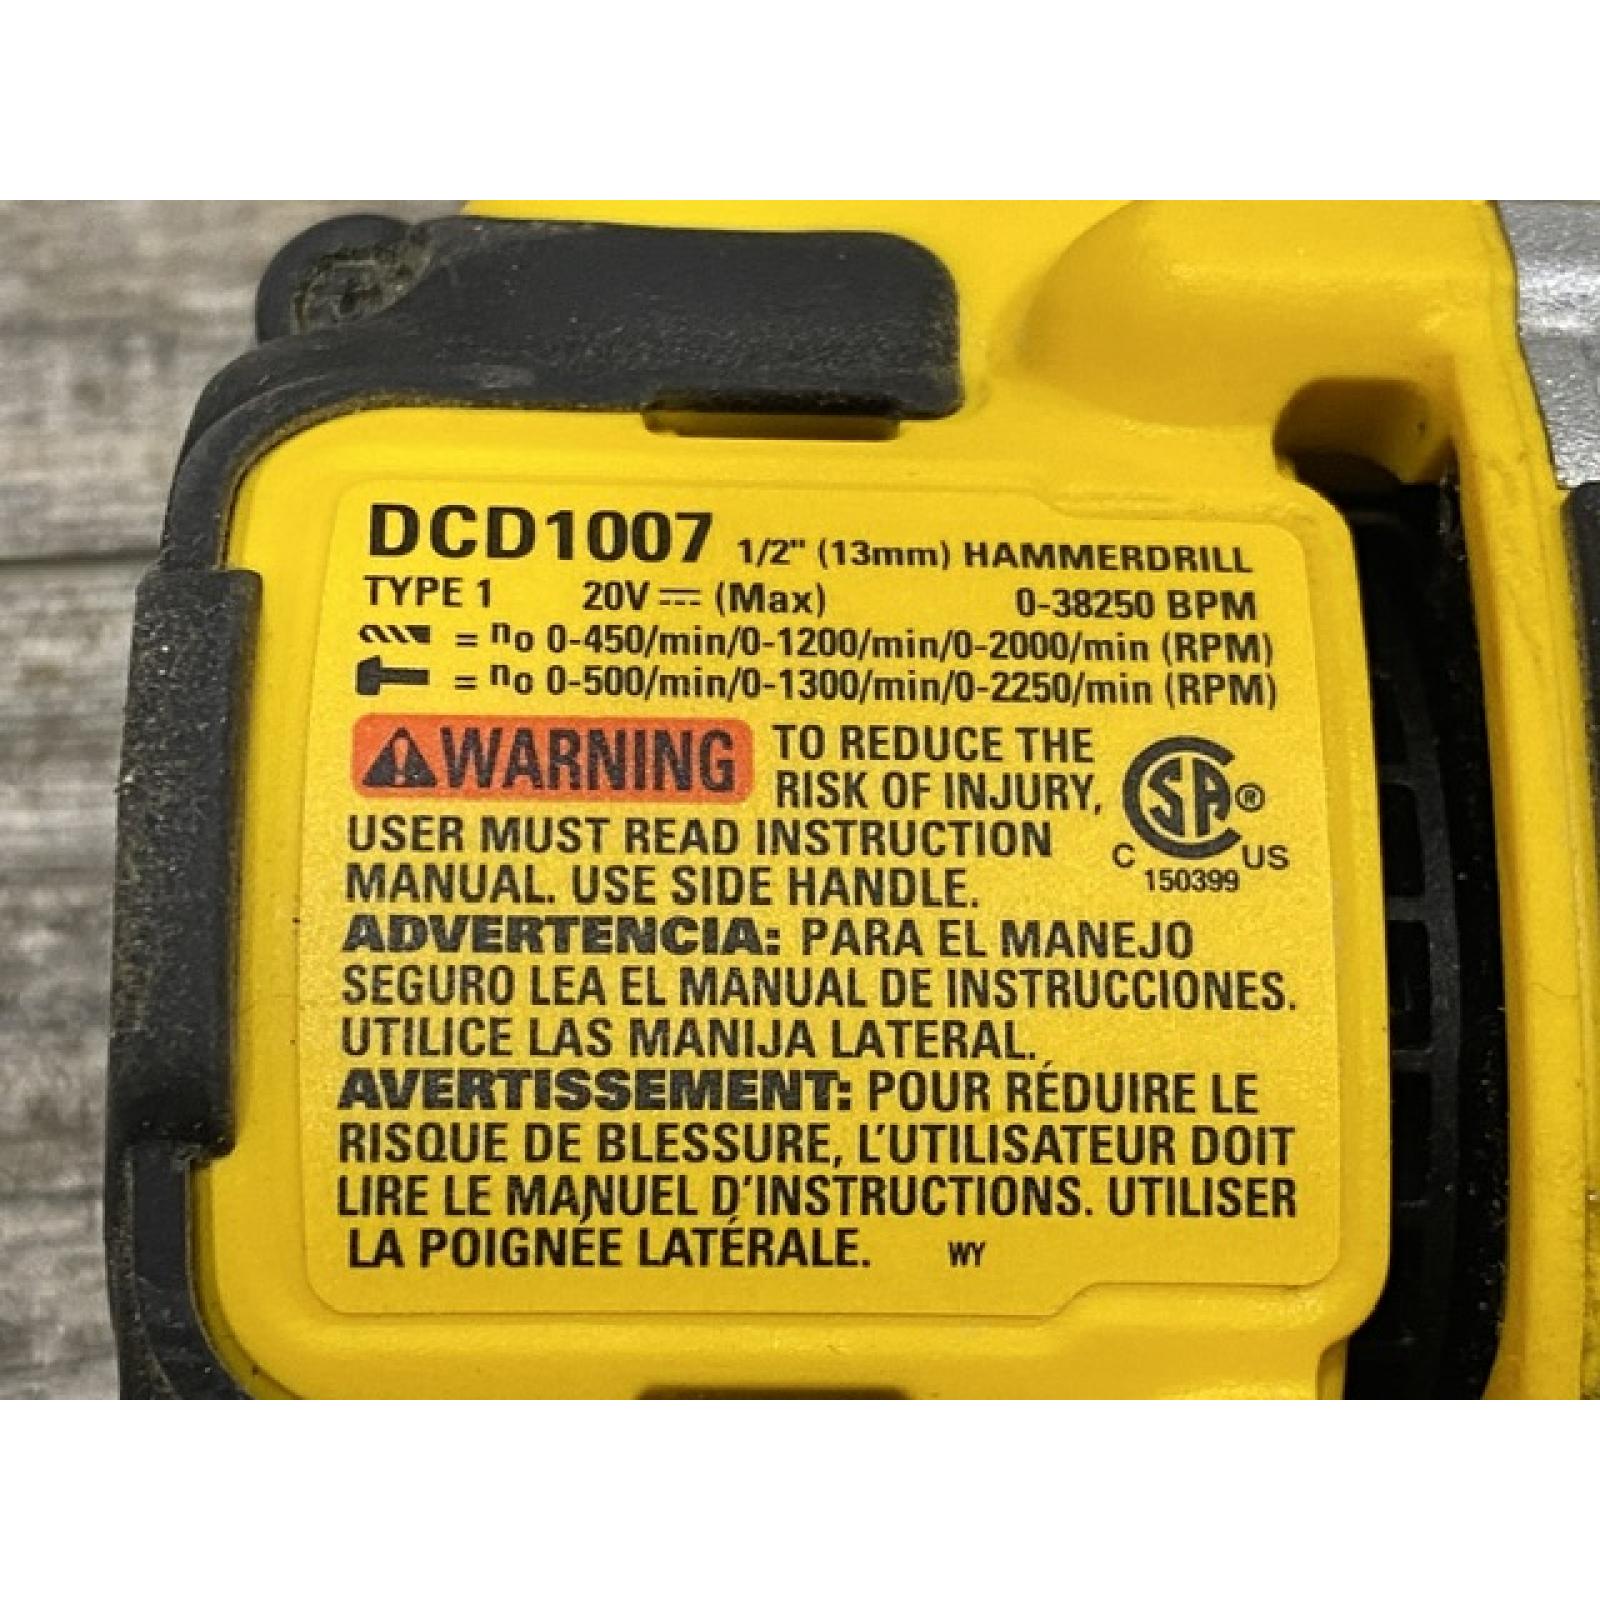 DCD1007 1/2" (13mm) HAMMERDRILL
TYPE 1 20V ⎓ (Max) 0-38250 BPM
= no 0-450/min/0-1200/min/0-2000/min (RPM)
= no 0-500/min/0-1300/min/0-2250/min (RPM)
WARNING TO REDUCE THE
RISK OF INJURY,
USER MUST READ INSTRUCTION
MANUAL. USE SIDE HANDLE.
CSA®
C US
150399
ADVERTENCIA: PARA EL MANEJO
SEGURO LEA EL MANUAL DE INSTRUCCIONES.
UTILICE LAS MANIJA LATERAL.
AVERTISSEMENT: POUR RÉDUIRE LE
RISQUE DE BLESSURE, L'UTILISATEUR DOIT
LIRE LE MANUEL D'INSTRUCTIONS. UTILISER
LA POIGNÉE LATÉRALE. WY